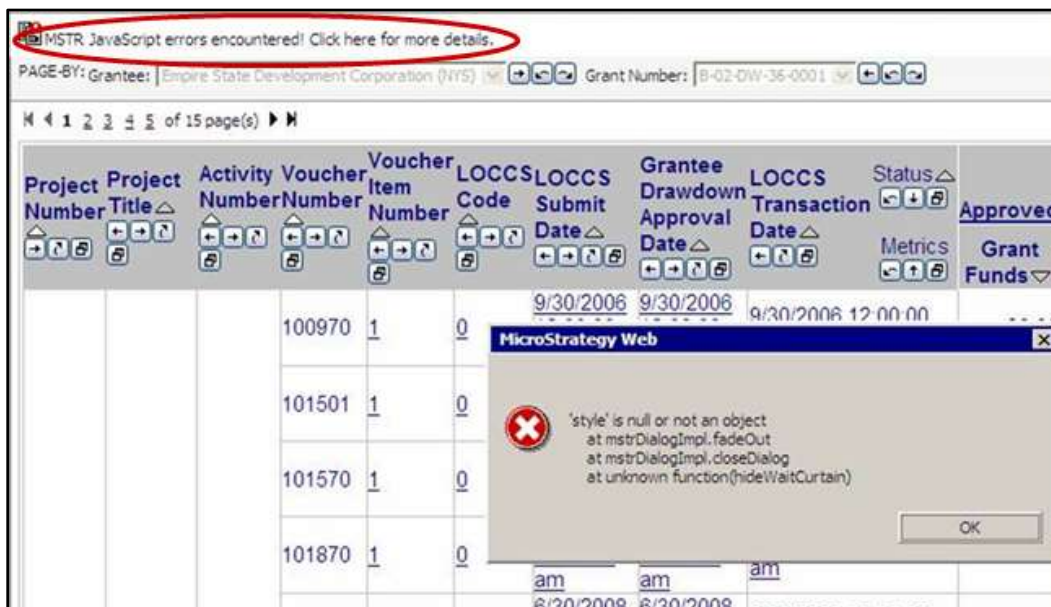 MSTR JavaScript errors encountered! Click here for more details.
PAGE-BY: Grantee: Empire State Development Corporation (NYS) Grant Number: B-02-DW-36-0001
1 2 3 4 5 of 15 page(s)
Project Number
Project Title
Activity Number
Voucher Number
Voucher Item Number
LOCCS Code
LOCCS Submit Date
Grantee Drawdown Approval Date
LOCCS Transaction Date
Status
Metrics
Approved
Grant Funds
100970 1 0 9/30/2006 9/30/2006 9/30/2006 12:00:00
101501 1 0
101570 1 0
101870 1 0
am am am
6/30/2008 6/30/2008
MicroStrategy Web
'style' is null or not an object
at mstrDialogImpl.fadeOut
at mstrDialogImpl.closeDialog
at unknown function(hideWaitCurtain)
OK